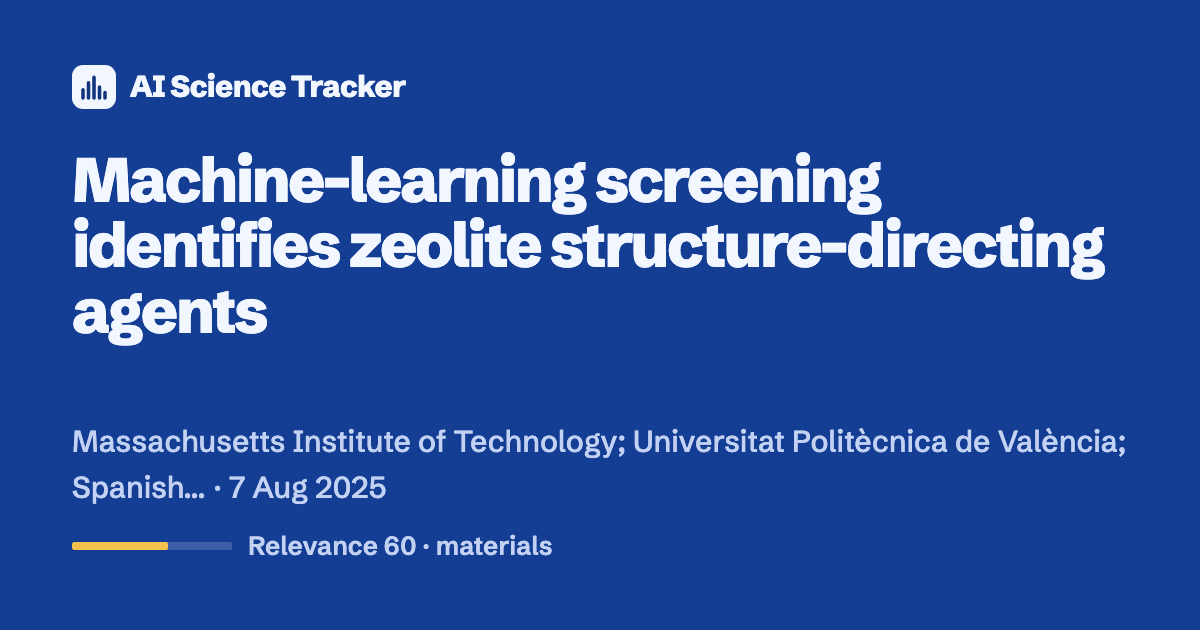 AI Science Tracker
Machine-learning screening
identifies zeolite structure-directing
agents
Massachusetts Institute of Technology; Universitat Politècnica de València;
Spanish... · 7 Aug 2025
Relevance 60 · materials